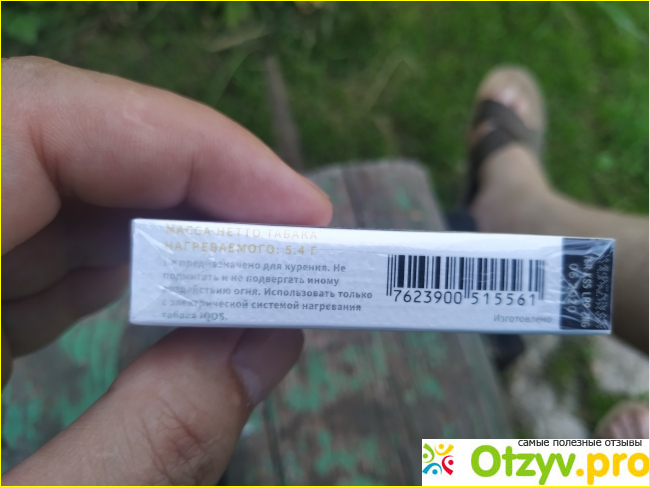 МАССА НЕТТО ТАБАКА
НАГРЕВАЕМОГО: 5.4 Г
предназначено для курения. Не
поджигать и не подвергать иному
воздействию огня. Использовать только
с электрической системой нагревания
табака IQOS.
7623900 515561
Изготовлено
самые полезные отзывы
Otzyv.pro